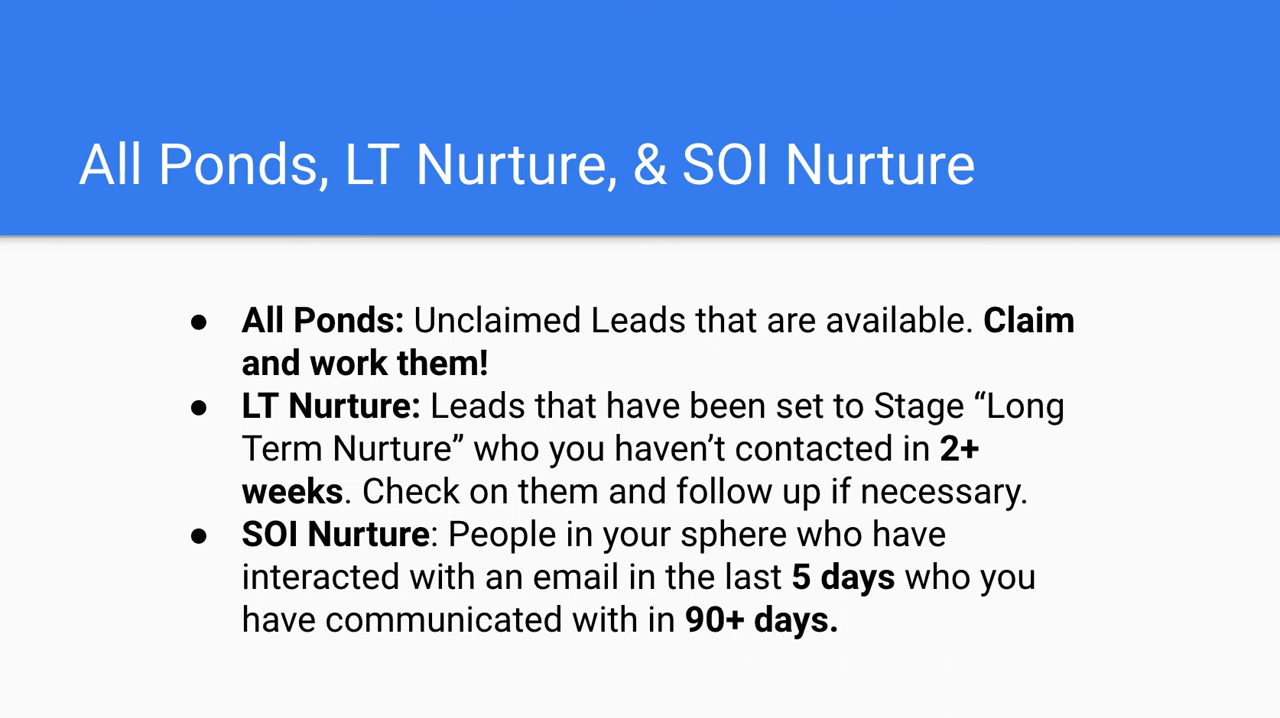 All Ponds, LT Nurture, & SOI Nurture
● All Ponds: Unclaimed Leads that are available. Claim
and work them!
● LT Nurture: Leads that have been set to Stage “Long
Term Nurture” who you haven’t contacted in 2+
weeks. Check on them and follow up if necessary.
● SOI Nurture: People in your sphere who have
interacted with an email in the last 5 days who you
have communicated with in 90+ days.